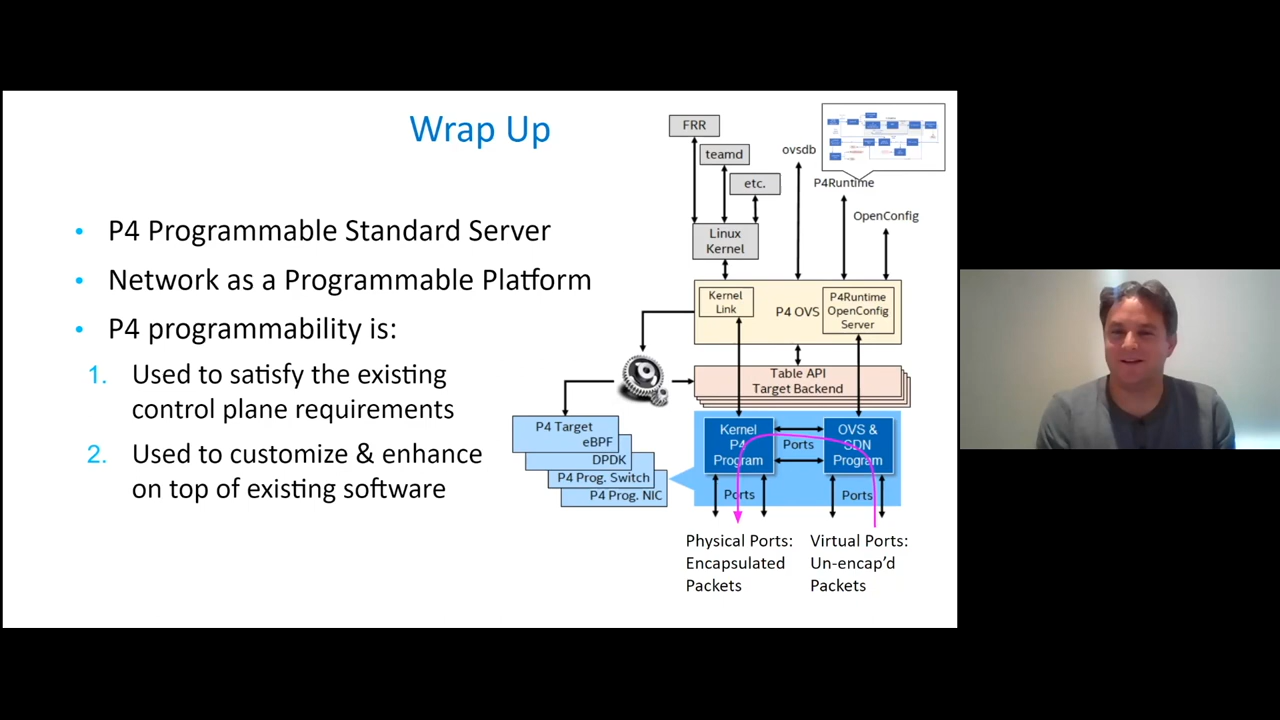 Wrap Up
• P4 Programmable Standard Server
• Network as a Programmable Platform
• P4 programmability is:
1. Used to satisfy the existing
control plane requirements
2. Used to customize & enhance
on top of existing software
FRR
teamd
etc.
Linux
Kernel
ovsdb
P4Runtime
OpenConfig
Kernel
Link
P4 OVS
P4Runtime
OpenConfig
Server
Table API
Target Backend
P4 Target
eBPF
DPDK
P4 Prog. Switch
P4 Prog. NIC
Kernel
P4
Program
Ports
OVS &
SDN
Program
Ports
Ports
Physical Ports:
Encapsulated
Packets
Virtual Ports:
Un-encap’d
Packets